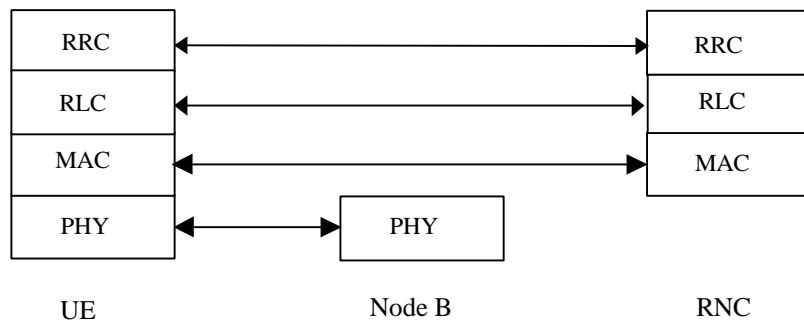 RRC RRC
RLC RLC
MAC MAC
PHY PHY
UE Node B RNC